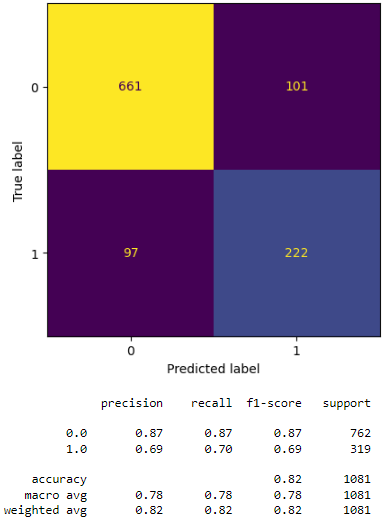 0
661
101
True label
1
97
222
0
1
Predicted label
precision recall f1-score support
0.0 0.87 0.87 0.87 762
1.0 0.69 0.70 0.69 319
accuracy 0.82 1081
macro avg 0.78 0.78 0.78 1081
weighted avg 0.82 0.82 0.82 1081